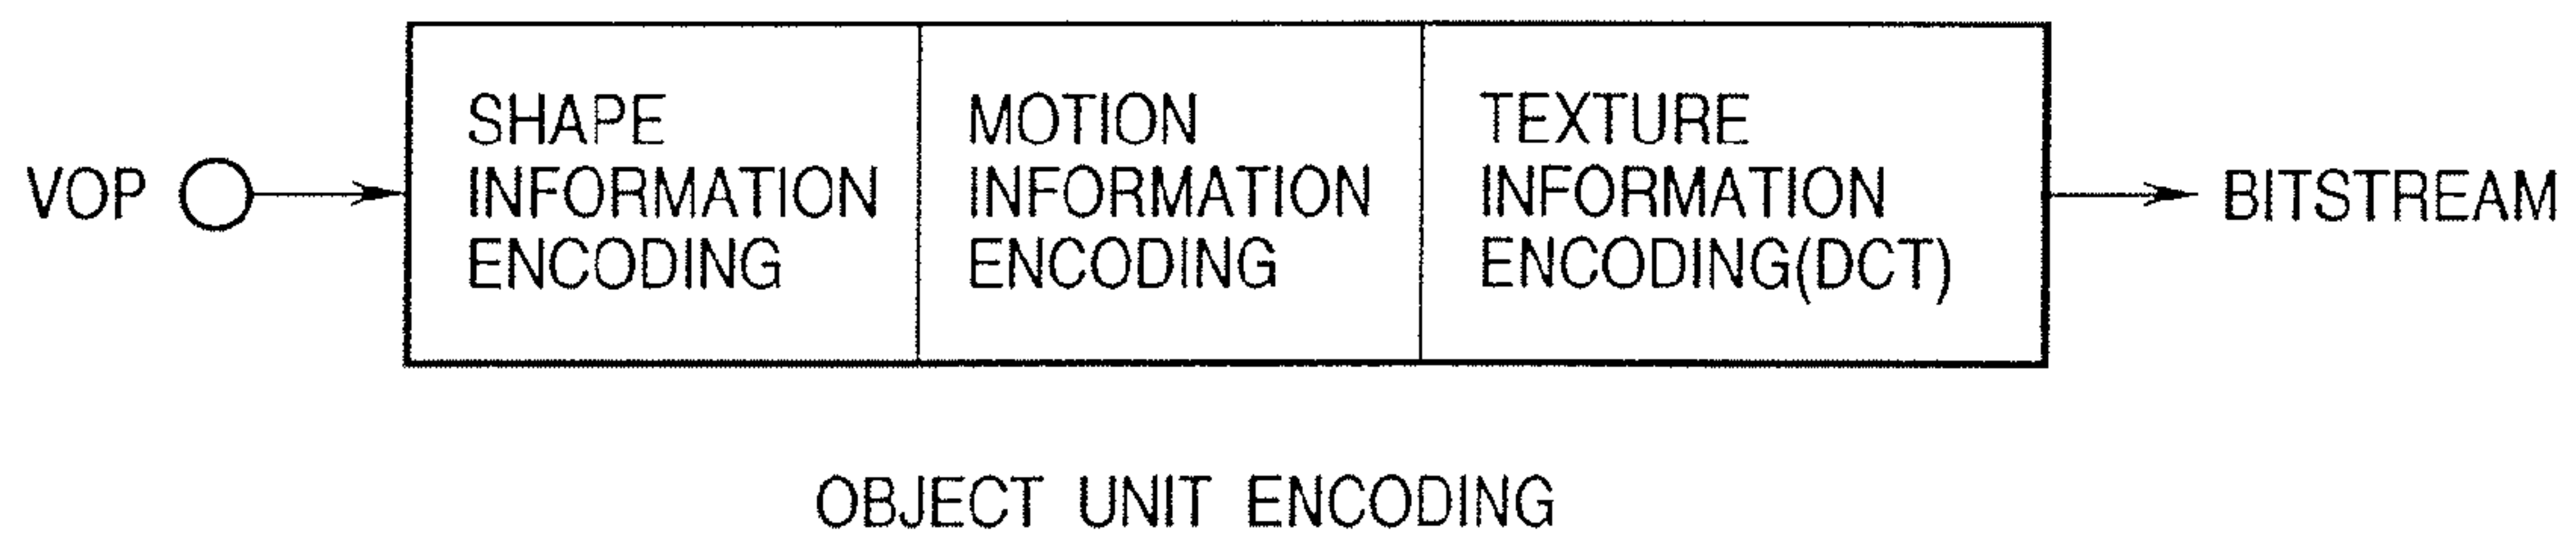 VOP
SHAPE
INFORMATION
ENCODING
MOTION
INFORMATION
ENCODING
TEXTURE
INFORMATION
ENCODING(DCT)
BITSTREAM
OBJECT UNIT ENCODING